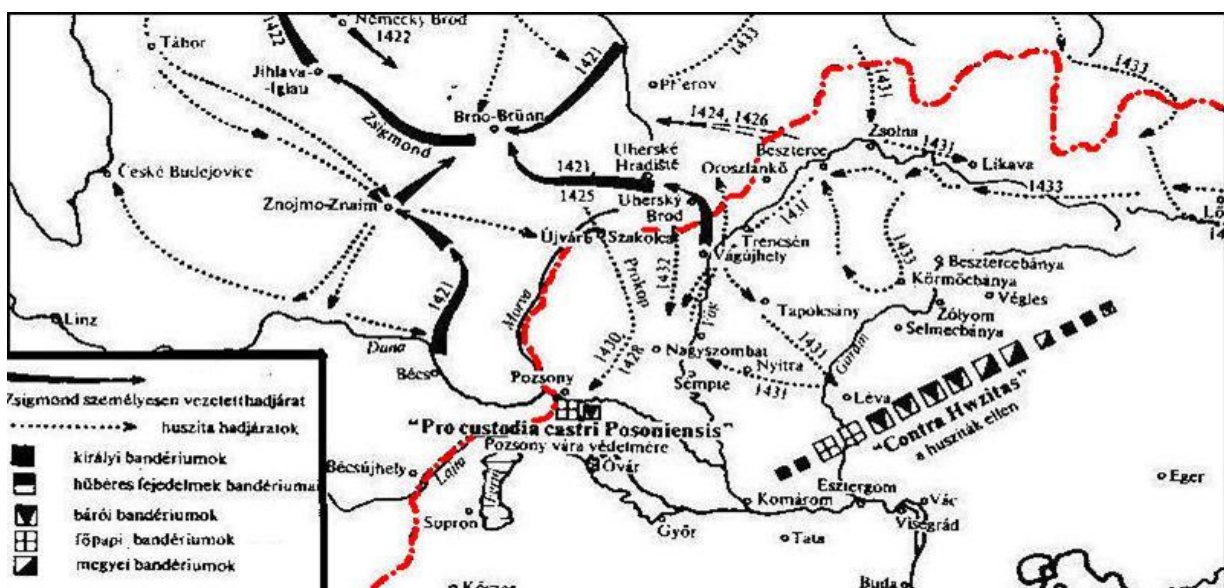 Tábor
1422
Německý Brod
1422
1421
1433
Přerov
1431
1433
Jihlava-
-Iglau
Brno-Brünn
Zsigmond
1424, 1426
Beszterce
Zsolna
1431
Likava
České Budejovice
Uherské
Hradiště
Oroszlánkő
1421
1425
1433
Znojmo-Znaim
Uherský
Brod
1431
Újvár
Szakolca
Trencsén
Vágújhely
1432
Prokop
1433
Besztercebánya
Körmöcbánya
Végles
Zólyom
Tapolcsány
Selmecbánya
1421
Linz
Morva
Vág
Garam
Duna
Bécs
1430
1428
Nagyszombat
Nyitra
1431
Sempte
1431
Léva
Pozsony
"Contra Hwzitas"
a husziták ellen
"Pro custodia castri Posoniensis"
Pozsony vára védelmére
Bécsújhely
Lajta
Óvár
Fertő
Sopron
Győr
Komárom
Esztergom
Vác
Visegrád
Eger
Tata
Buda
Zsigmond személyesen vezetett hadjárat
huszita hadjáratok
királyi bandériumok
hűbéres fejedelmek bandériumai
bárói bandériumok
főpapi bandériumok
megyei bandériumok